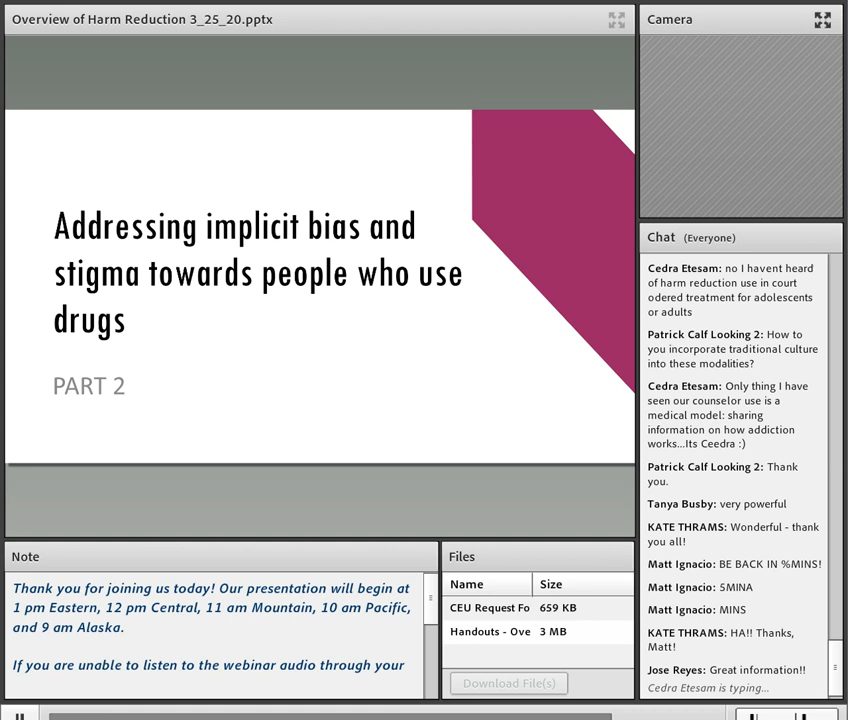 Overview of Harm Reduction 3_25_20.pptx
Addressing implicit bias and
stigma towards people who use
drugs
PART 2
Note
Thank you for joining us today! Our presentation will begin at
1 pm Eastern, 12 pm Central, 11 am Mountain, 10 am Pacific,
and 9 am Alaska.
If you are unable to listen to the webinar audio through your
Files
Name Size
CEU Request Fo 659 KB
Handouts - Ove 3 MB
Download File(s)
Camera
Chat (Everyone)
Cedra Etesam: no I havent heard
of harm reduction use in court
odered treatment for adolescents
or adults
Patrick Calf Looking 2: How to
you incorporate traditional culture
into these modalities?
Cedra Etesam: Only thing I have
seen our counselor use is a
medical model: sharing
information on how addiction
works...Its Ceedra :)
Patrick Calf Looking 2: Thank
you.
Tanya Busby: very powerful
KATE THRAMS: Wonderful - thank
you all!
Matt Ignacio: BE BACK IN %MINS!
Matt Ignacio: 5MINA
Matt Ignacio: MINS
KATE THRAMS: HA!! Thanks,
Matt!
Jose Reyes: Great information!!
Cedra Etesam is typing...